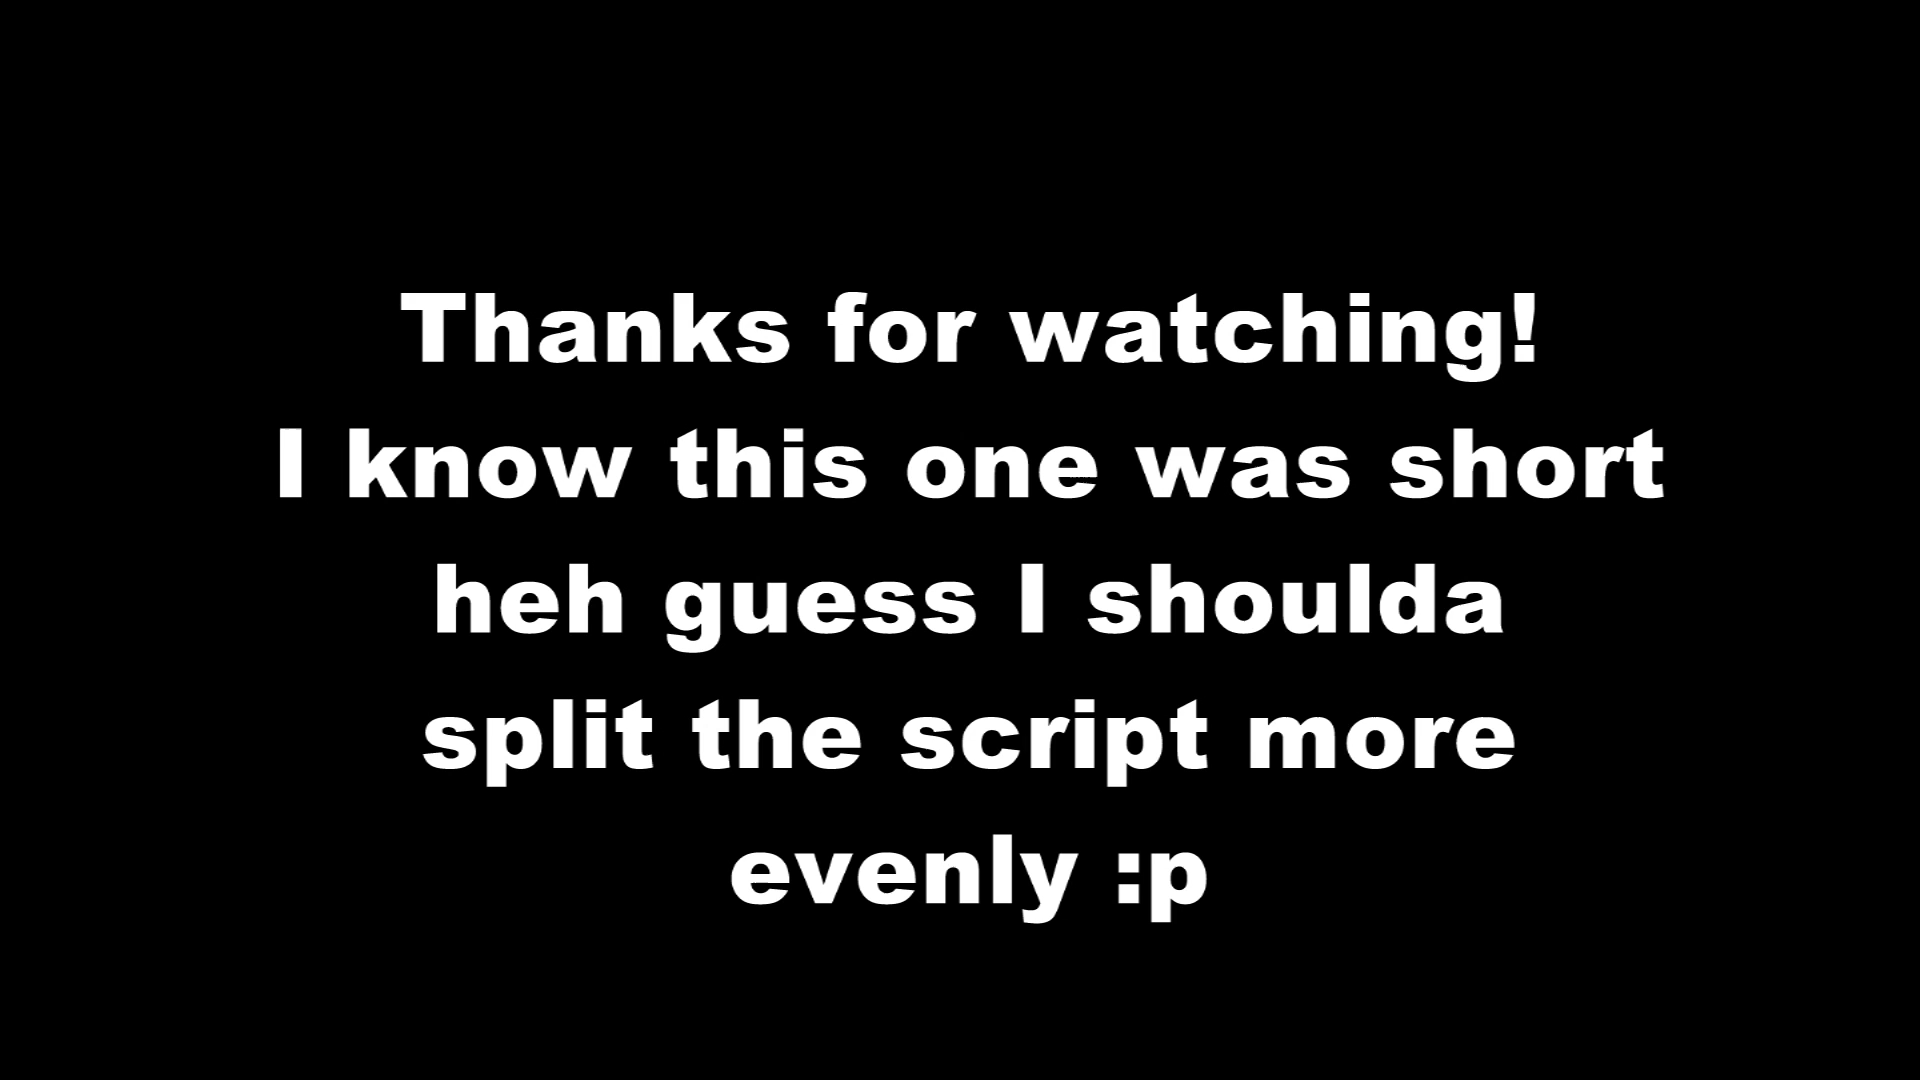 Thanks for watching!
I know this one was short
heh guess I shoulda
split the script more
evenly :p